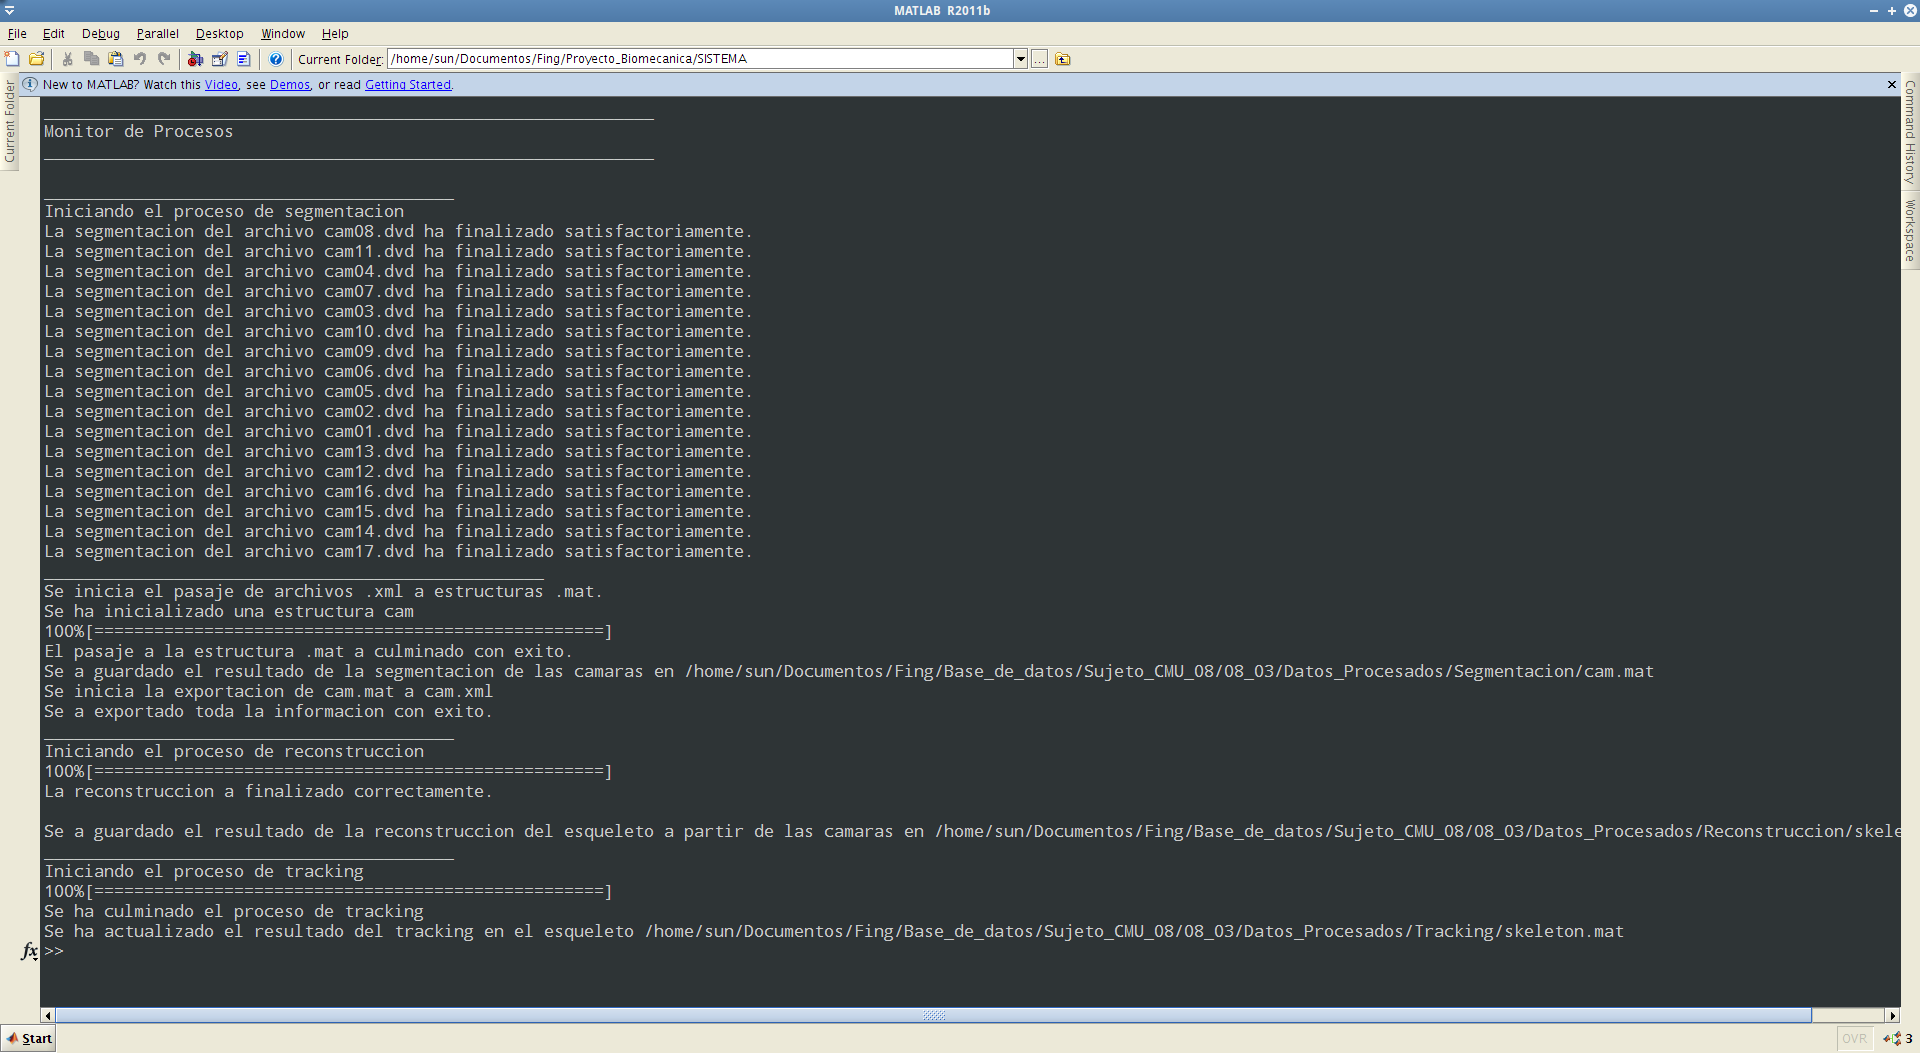 MATLAB R2011b
File Edit Debug Parallel Desktop Window Help
Current Folder: /home/sun/Documentos/Fing/Proyecto_Biomecanica/SISTEMA ...
New to MATLAB? Watch this Video, see Demos, or read Getting Started.
Current Folder
Command History
Workspace
Monitor de Procesos
Iniciando el proceso de segmentacion
La segmentacion del archivo cam08.dvd ha finalizado satisfactoriamente.
La segmentacion del archivo cam11.dvd ha finalizado satisfactoriamente.
La segmentacion del archivo cam04.dvd ha finalizado satisfactoriamente.
La segmentacion del archivo cam07.dvd ha finalizado satisfactoriamente.
La segmentacion del archivo cam03.dvd ha finalizado satisfactoriamente.
La segmentacion del archivo cam10.dvd ha finalizado satisfactoriamente.
La segmentacion del archivo cam09.dvd ha finalizado satisfactoriamente.
La segmentacion del archivo cam06.dvd ha finalizado satisfactoriamente.
La segmentacion del archivo cam05.dvd ha finalizado satisfactoriamente.
La segmentacion del archivo cam02.dvd ha finalizado satisfactoriamente.
La segmentacion del archivo cam01.dvd ha finalizado satisfactoriamente.
La segmentacion del archivo cam13.dvd ha finalizado satisfactoriamente.
La segmentacion del archivo cam12.dvd ha finalizado satisfactoriamente.
La segmentacion del archivo cam16.dvd ha finalizado satisfactoriamente.
La segmentacion del archivo cam15.dvd ha finalizado satisfactoriamente.
La segmentacion del archivo cam14.dvd ha finalizado satisfactoriamente.
La segmentacion del archivo cam17.dvd ha finalizado satisfactoriamente.
Se inicia el pasaje de archivos .xml a estructuras .mat.
Se ha inicializado una estructura cam
100%[===================================================]
El pasaje a la estructura .mat a culminado con exito.
Se a guardado el resultado de la segmentacion de las camaras en /home/sun/Documentos/Fing/Base_de_datos/Sujeto_CMU_08/08_03/Datos_Procesados/Segmentacion/cam.mat
Se inicia la exportacion de cam.mat a cam.xml
Se a exportado toda la informacion con exito.
Iniciando el proceso de reconstruccion
100%[===================================================]
La reconstruccion a finalizado correctamente.
Se a guardado el resultado de la reconstruccion del esqueleto a partir de las camaras en /home/sun/Documentos/Fing/Base_de_datos/Sujeto_CMU_08/08_03/Datos_Procesados/Reconstruccion/skele
Iniciando el proceso de tracking
100%[===================================================]
Se ha culminado el proceso de tracking
Se ha actualizado el resultado del tracking en el esqueleto /home/sun/Documentos/Fing/Base_de_datos/Sujeto_CMU_08/08_03/Datos_Procesados/Tracking/skeleton.mat
fx >>
Start OVR 3